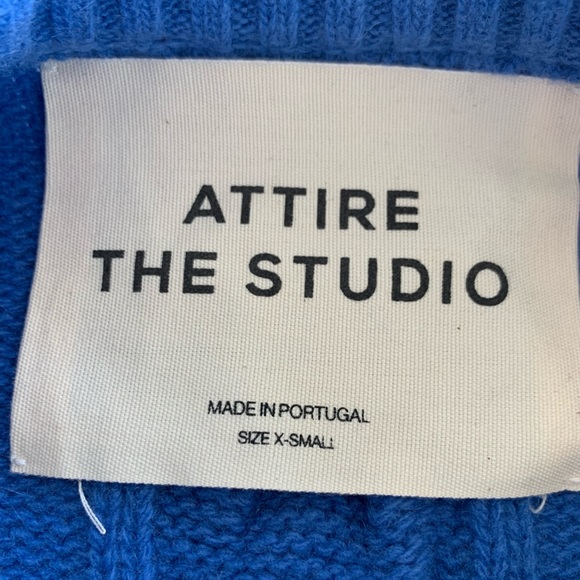 ATTIRE
THE STUDIO
MADE IN PORTUGAL
SIZE X-SMALL